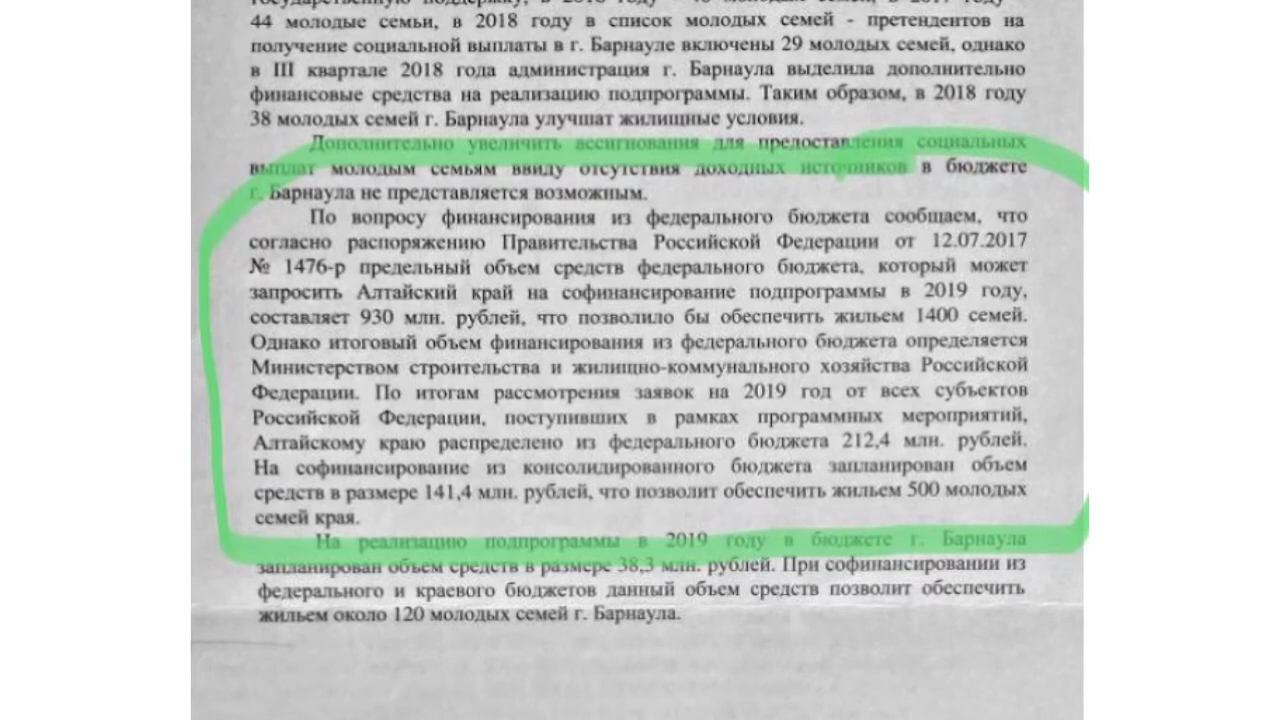 государственную поддержку, в 2016 году - 40 молодых семей, в 2017 году -
44 молодые семьи, в 2018 году в список молодых семей - претендентов на
получение социальной выплаты в г. Барнауле включены 29 молодых семей, однако
в III квартале 2018 года администрация г. Барнаула выделила дополнительно
финансовые средства на реализацию подпрограммы. Таким образом, в 2018 году
38 молодых семей г. Барнаула улучшат жилищные условия.
Дополнительно увеличить ассигнования для предоставления социальных
выплат молодым семьям ввиду отсутствия доходных источников в бюджете
г. Барнаула не представляется возможным.
По вопросу финансирования из федерального бюджета сообщаем, что
согласно распоряжению Правительства Российской Федерации от 12.07.2017
№ 1476-р предельный объем средств федерального бюджета, который может
запросить Алтайский край на софинансирование подпрограммы в 2019 году,
составляет 930 млн. рублей, что позволило бы обеспечить жильем 1400 семей.
Однако итоговый объем финансирования из федерального бюджета определяется
Министерством строительства и жилищно-коммунального хозяйства Российской
Федерации. По итогам рассмотрения заявок на 2019 год от всех субъектов
Российской Федерации, поступивших в рамках программных мероприятий,
Алтайскому краю распределено из федерального бюджета 212,4 млн. рублей.
На софинансирование из консолидированного бюджета запланирован объем
средств в размере 141,4 млн. рублей, что позволит обеспечить жильем 500 молодых
семей края.
На реализацию подпрограммы в 2019 году в бюджете г. Барнаула
запланирован объем средств в размере 38,3 млн. рублей. При софинансировании из
федерального и краевого бюджетов данный объем средств позволит обеспечить
жильем около 120 молодых семей г. Барнаула.